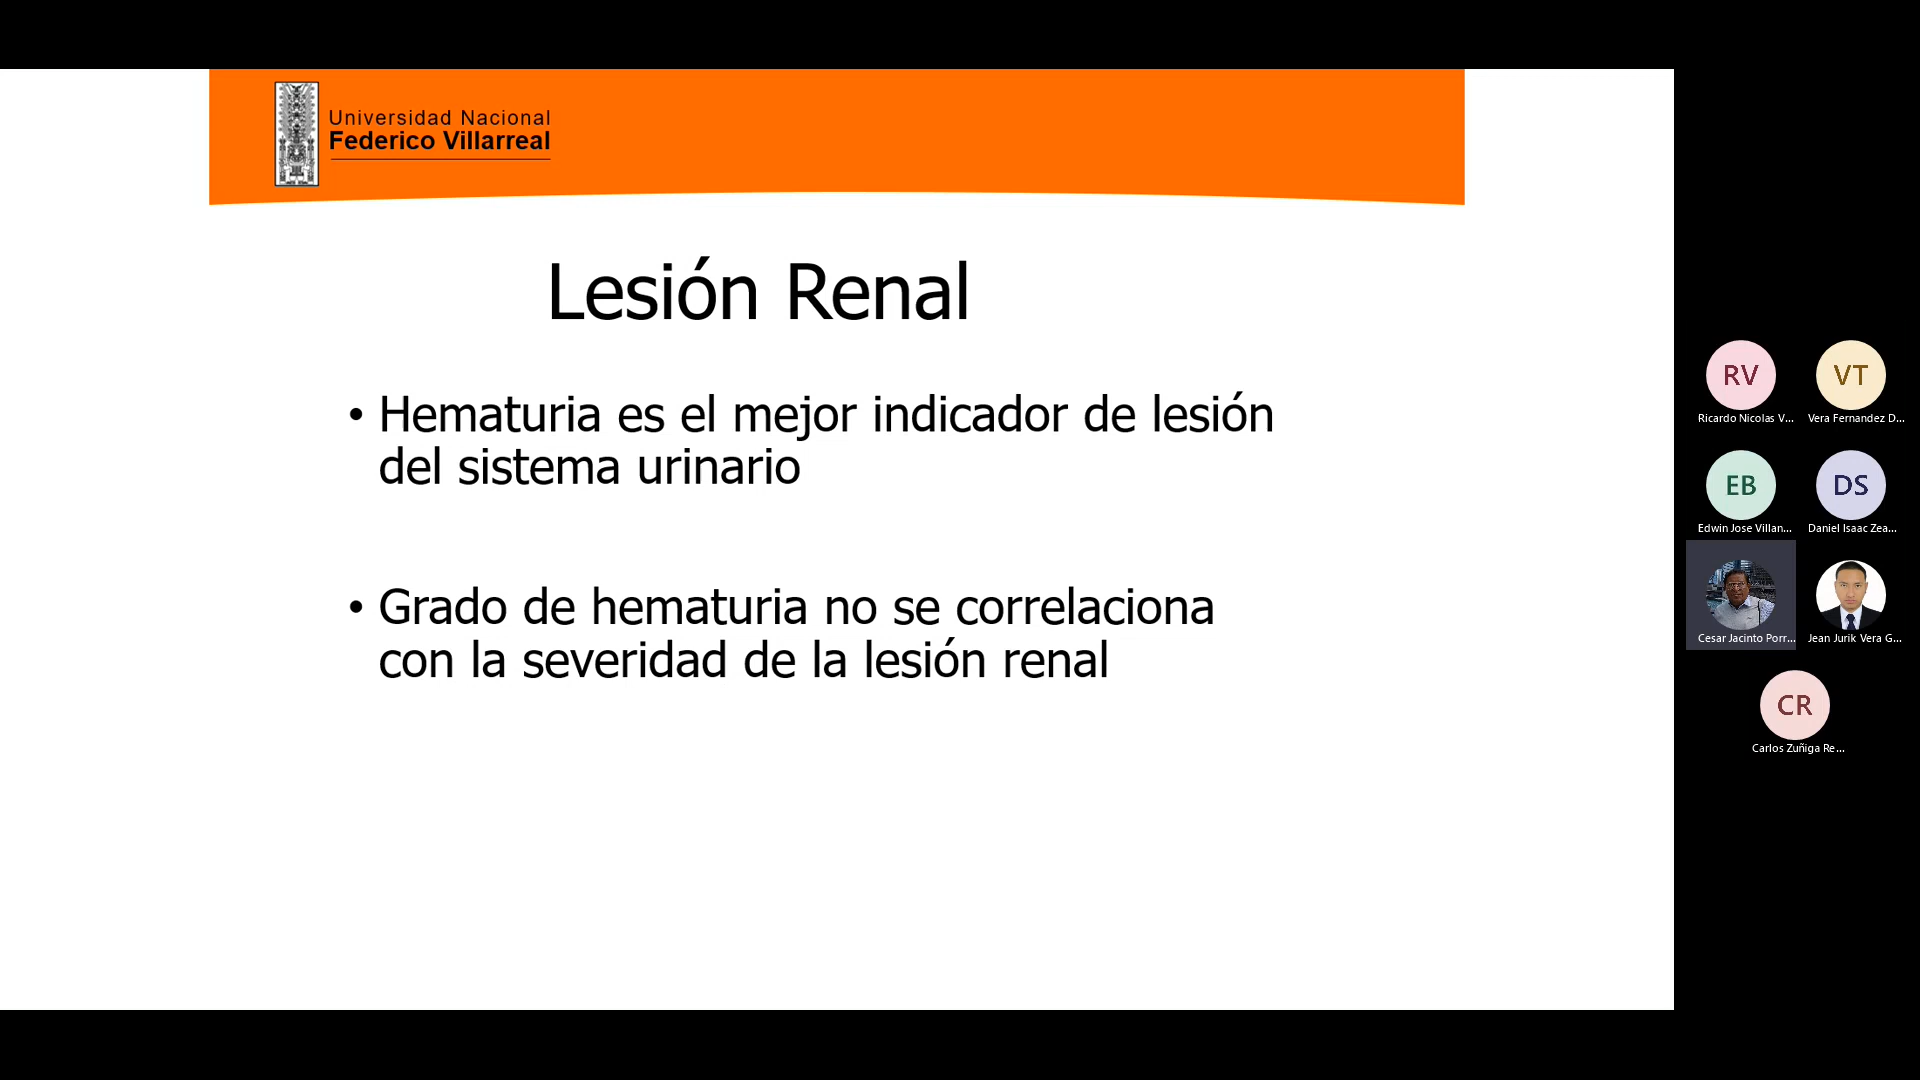 Universidad Nacional
Federico Villarreal
Lesión Renal
• Hematuria es el mejor indicador de lesión
del sistema urinario
• Grado de hematuria no se correlaciona
con la severidad de la lesión renal
RV
VT
Ricardo Nicolas V...
Vera Fernandez D...
EB
DS
Edwin Jose Villan...
Daniel Isaac Zea...
Cesar Jacinto Porr...
Jean Jurik Vera G...
CR
Carlos Zuñiga Re...